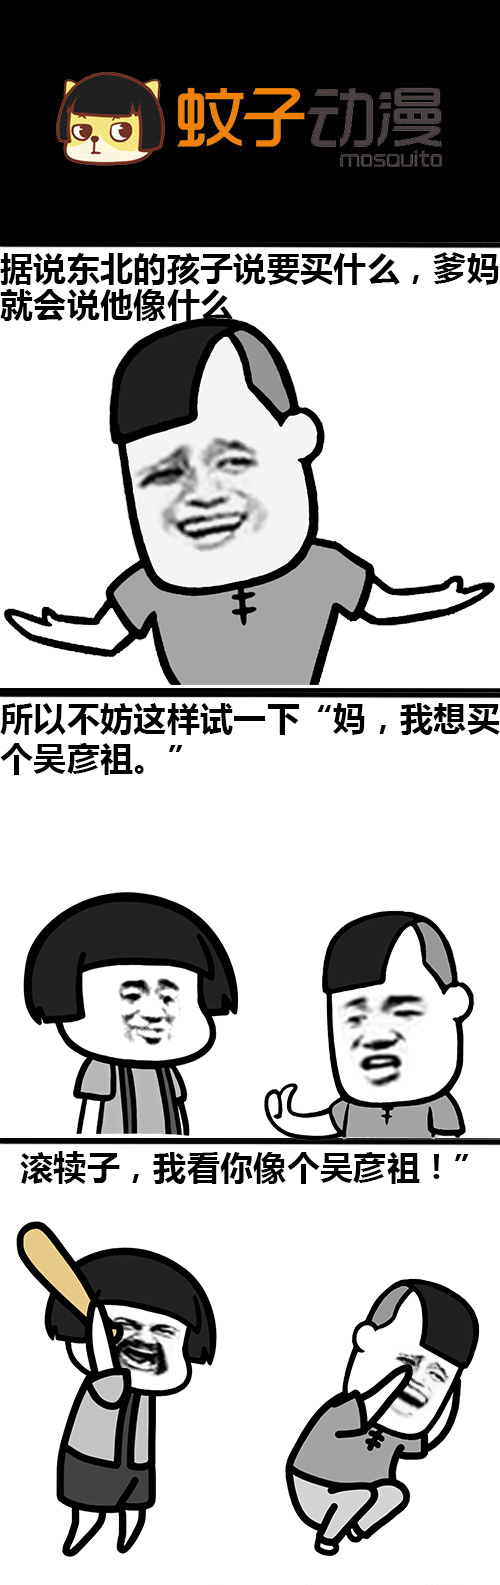 蚊子动漫
mosquito
据说东北的孩子说要买什么，爹妈
就会说他像什么
所以不妨这样试一下“妈，我想买
个吴彦祖。”
滚犊子，我看你像个吴彦祖！”